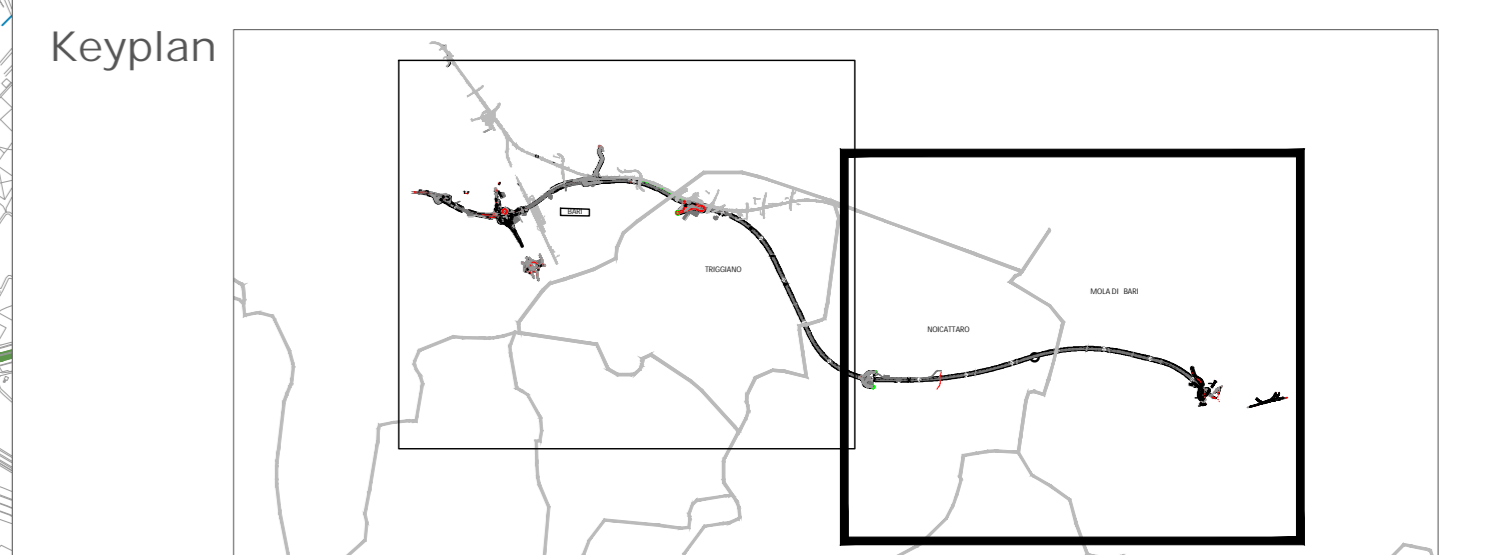 Keyplan
BARI
TRIGGIANO
MOLA DI BARI
NOICATTARO